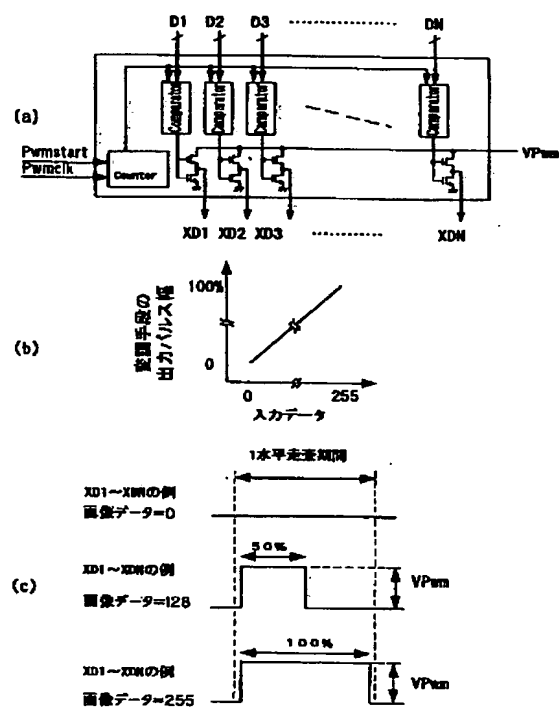 D1 D2 D3 DN
(a)
Comparator Comparator Comparator Comparator
Pwmstart
Pwmclk
Counter
VPwm
XD1 XD2 XD3 XDN
(b)
変調手段の
出力パルス幅
100%
0
0 255
入力データ
(c)
1水平走査期間
XD1~XDNの例
画像データ=0
50%
XD1~XDNの例
画像データ=128
VPwm
100%
XD1~XDNの例
画像データ=255
VPwm